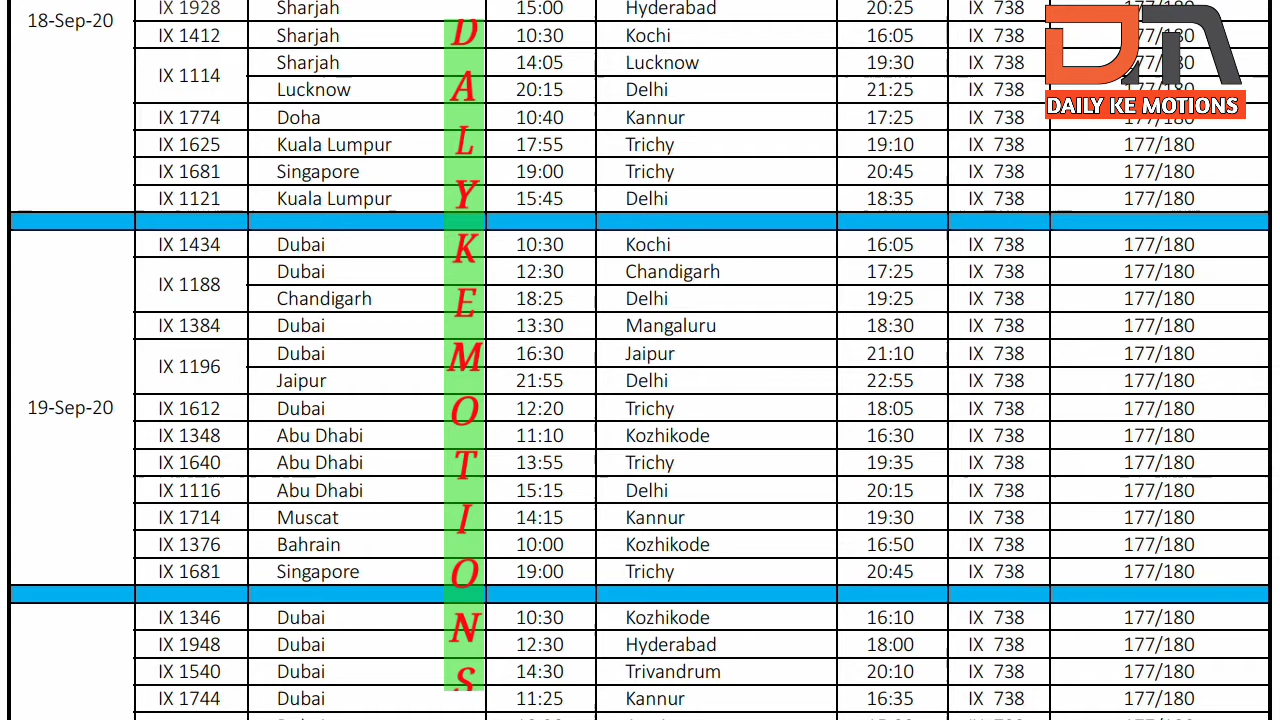 IX 1928 Sharjah 15:00 Hyderabad 20:25 IX 738 177/180
18-Sep-20
IX 1412 Sharjah 10:30 Kochi 16:05 IX 738 177/180
IX 1114 Sharjah 14:05 Lucknow 19:30 IX 738
Lucknow 20:15 Delhi 21:25 IX 738
DAILY KE MOTIONS
IX 1774 Doha 10:40 Kannur 17:25 IX 738 177/180
IX 1625 Kuala Lumpur 17:55 Trichy 19:10 IX 738 177/180
IX 1681 Singapore 19:00 Trichy 20:45 IX 738 177/180
IX 1121 Kuala Lumpur 15:45 Delhi 18:35 IX 738 177/180
DALYKEMOTIONS
19-Sep-20
IX 1434 Dubai 10:30 Kochi 16:05 IX 738 177/180
IX 1188 Dubai 12:30 Chandigarh 17:25 IX 738 177/180
Chandigarh 18:25 Delhi 19:25 IX 738 177/180
IX 1384 Dubai 13:30 Mangaluru 18:30 IX 738 177/180
IX 1196 Dubai 16:30 Jaipur 21:10 IX 738 177/180
Jaipur 21:55 Delhi 22:55 IX 738 177/180
IX 1612 Dubai 12:20 Trichy 18:05 IX 738 177/180
IX 1348 Abu Dhabi 11:10 Kozhikode 16:30 IX 738 177/180
IX 1640 Abu Dhabi 13:55 Trichy 19:35 IX 738 177/180
IX 1116 Abu Dhabi 15:15 Delhi 20:15 IX 738 177/180
IX 1714 Muscat 14:15 Kannur 19:30 IX 738 177/180
IX 1376 Bahrain 10:00 Kozhikode 16:50 IX 738 177/180
IX 1681 Singapore 19:00 Trichy 20:45 IX 738 177/180
IX 1346 Dubai 10:30 Kozhikode 16:10 IX 738 177/180
IX 1948 Dubai 12:30 Hyderabad 18:00 IX 738 177/180
IX 1540 Dubai 14:30 Trivandrum 20:10 IX 738 177/180
IX 1744 Dubai 11:25 Kannur 16:35 IX 738 177/180